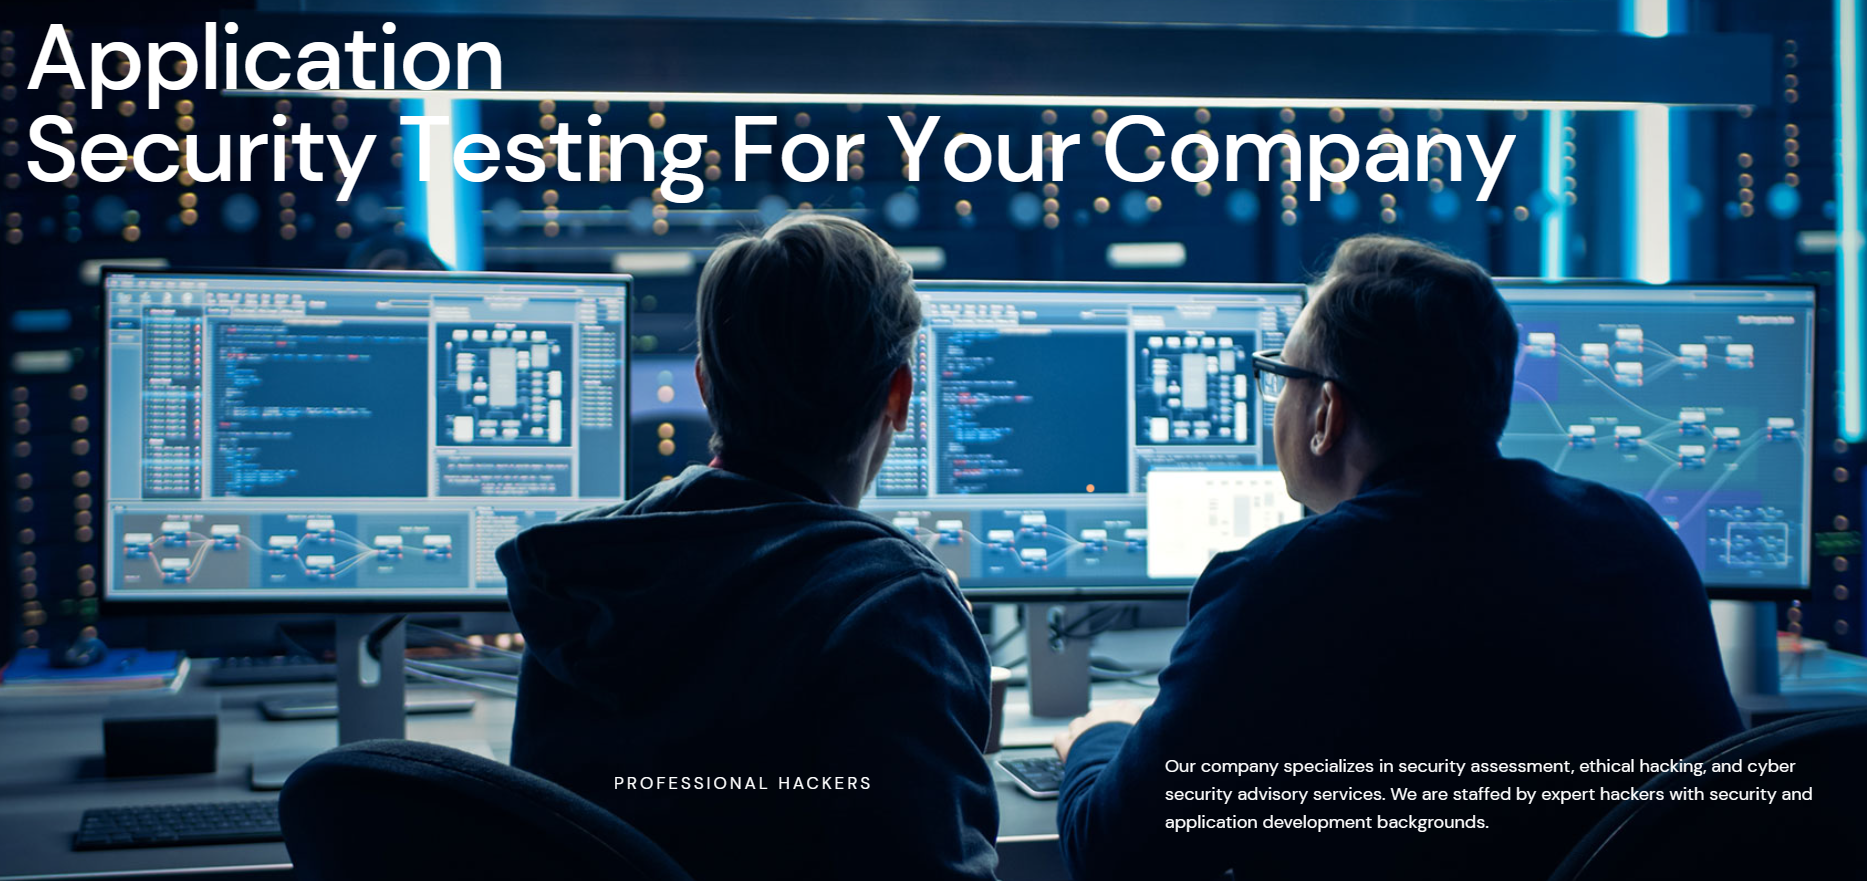 Application
Security Testing For Your Company
PROFESSIONAL HACKERS
Our company specializes in security assessment, ethical hacking, and cyber
security advisory services. We are staffed by expert hackers with security and
application development backgrounds.